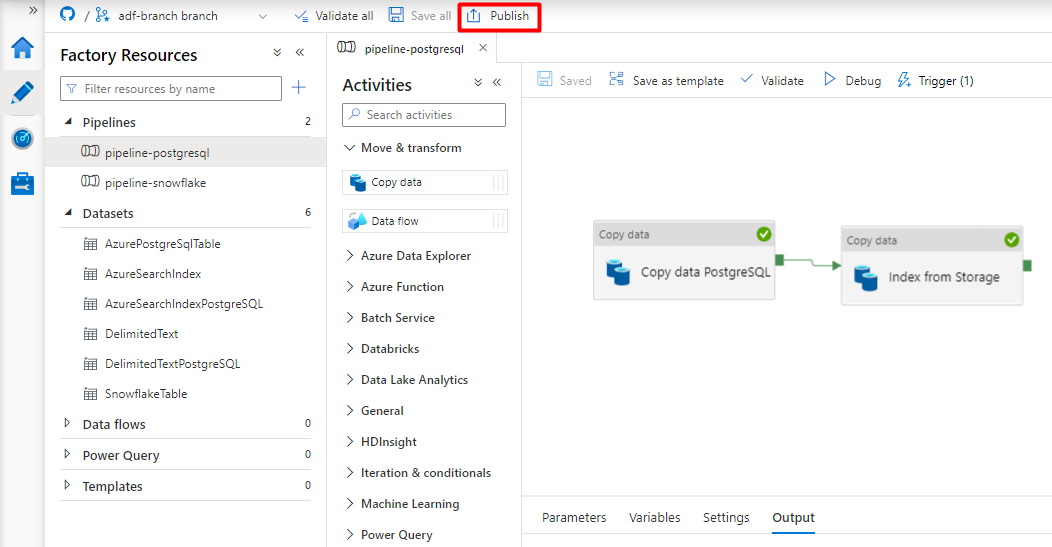 / adf-branch branch
Validate all
Save all
Publish
Factory Resources
Filter resources by name
Pipelines 2
pipeline-postgresql
pipeline-snowflake
Datasets 6
AzurePostgreSqlTable
AzureSearchIndex
AzureSearchIndexPostgreSQL
DelimitedText
DelimitedTextPostgreSQL
SnowflakeTable
Data flows 0
Power Query 0
Templates 0
pipeline-postgresql
Activities
Search activities
Move & transform
Copy data
Data flow
Azure Data Explorer
Azure Function
Batch Service
Databricks
Data Lake Analytics
General
HDInsight
Iteration & conditionals
Machine Learning
Power Query
Saved
Save as template
Validate
Debug
Trigger (1)
Copy data
Copy data PostgreSQL
Copy data
Index from Storage
Parameters
Variables
Settings
Output